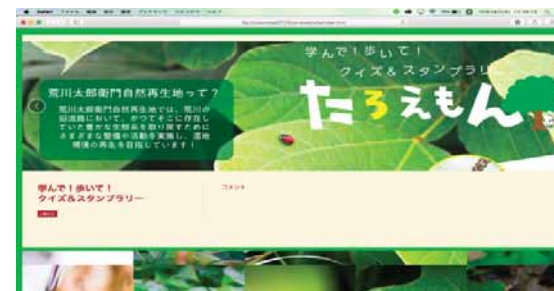 学んで！歩いて！
クイズ&スタンプラリー
たろえもん
荒川太郎衛門自然再生地って？
荒川太郎衛門自然再生地では、荒川の
旧流路において、かつてそこに存在し
ていた豊かな生態系を取り戻すために
さまざまな整備や活動を実施し、湿地
環境の再生を目指しています！
学んで！歩いて！
クイズ&スタンプラリー
コメント